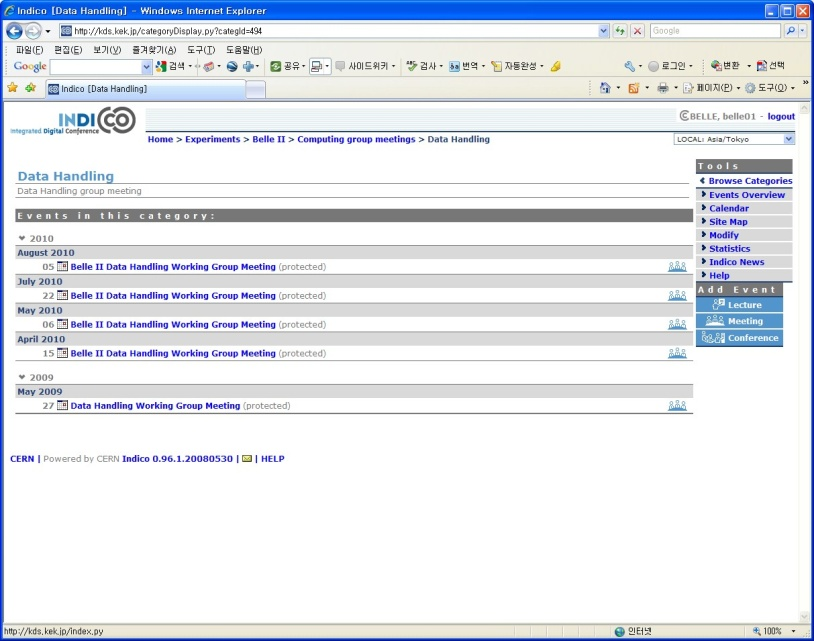 Indico [Data Handling] - Windows Internet Explorer
http://kds.kek.jp/categoryDisplay.py?categId=494
Google
파일(F) 편집(E) 보기(V) 즐겨찾기(A) 도구(T) 도움말(H)
Google 검색 공유 사이드위키 검사 번역 자동완성 로그인 변환 선택
Indico [Data Handling] 페이지(P) 도구(O)
INDICO
Integrated Digital Conference
BELLE, belle01 - logout
Home > Experiments > Belle II > Computing group meetings > Data Handling
LOCAL: Asia/Tokyo
Data Handling
Data Handling group meeting
Events in this category:
2010
August 2010
05 Belle II Data Handling Working Group Meeting (protected)
July 2010
22 Belle II Data Handling Working Group Meeting (protected)
May 2010
06 Belle II Data Handling Working Group Meeting (protected)
April 2010
15 Belle II Data Handling Working Group Meeting (protected)
2009
May 2009
27 Data Handling Working Group Meeting (protected)
Tools
Browse Categories
Events Overview
Calendar
Site Map
Modify
Statistics
Indico News
Help
Add Event
Lecture
Meeting
Conference
CERN | Powered by CERN Indico 0.96.1.20080530 | | HELP
http://kds.kek.jp/index.py
인터넷
100%